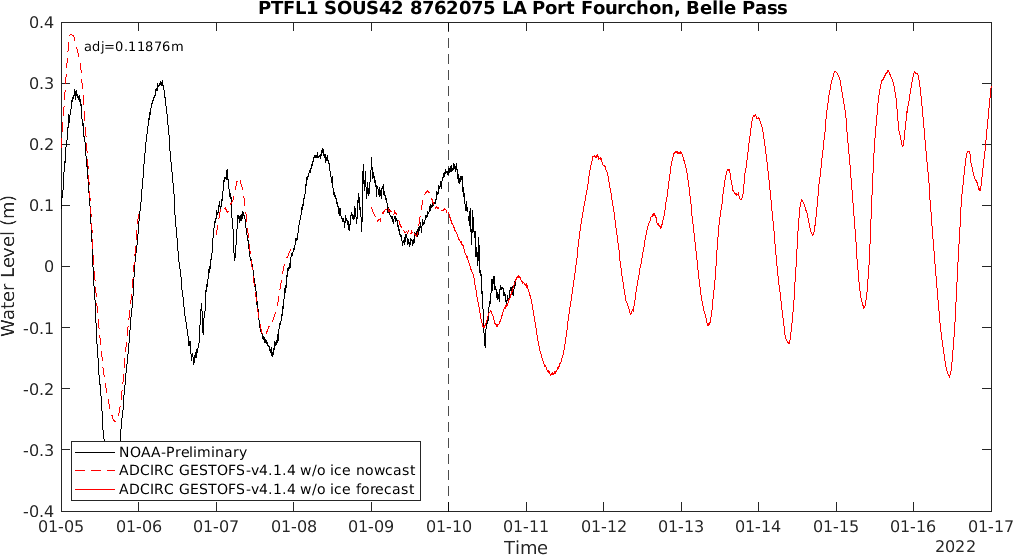 PTFL1 SOUS42 8762075 LA Port Fourchon, Belle Pass
adj=0.11876m
0.4
0.3
0.2
0.1
0
-0.1
-0.2
-0.3
-0.4
Water Level (m)
NOAA-Preliminary
ADCIRC GESTOFS-v4.1.4 w/o ice nowcast
ADCIRC GESTOFS-v4.1.4 w/o ice forecast
01-05 01-06 01-07 01-08 01-09 01-10 01-11 01-12 01-13 01-14 01-15 01-16 01-17
Time
2022